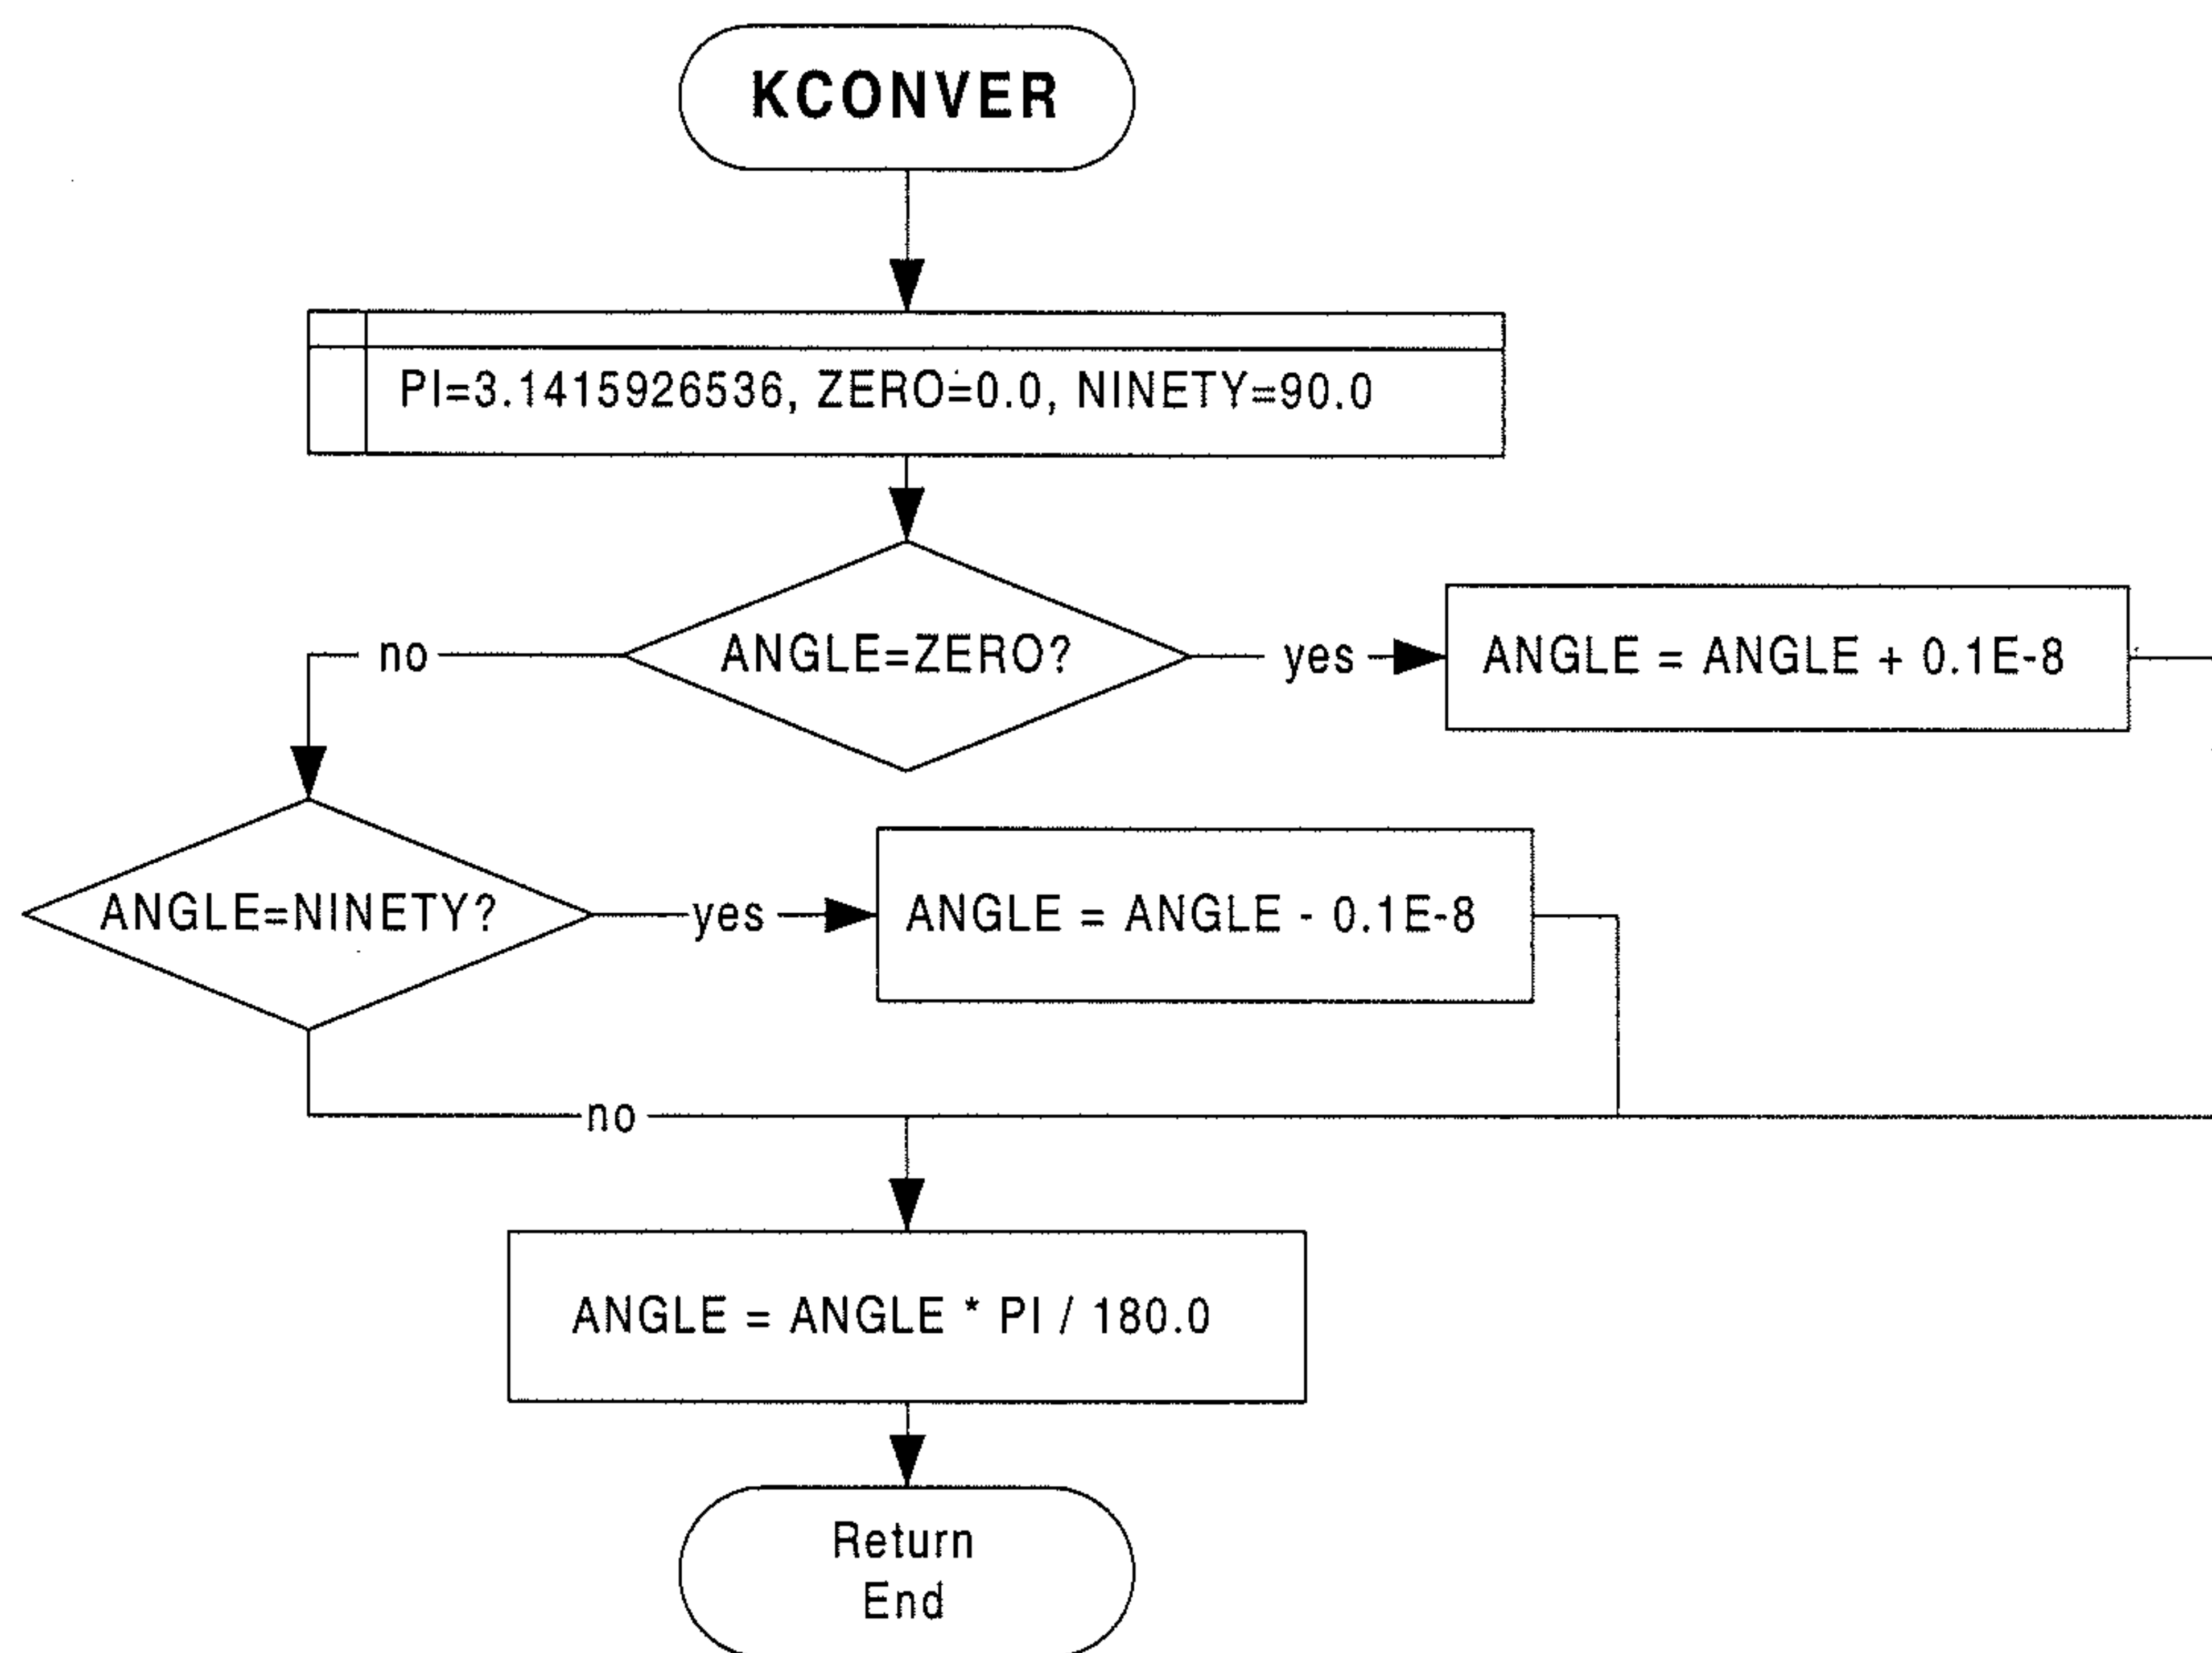 KCONVER
PI=3.1415926536, ZERO=0.0, NINETY=90.0
ANGLE=ZERO?
no
yes
ANGLE = ANGLE + 0.1E-8
ANGLE=NINETY?
yes
ANGLE = ANGLE - 0.1E-8
no
ANGLE = ANGLE * PI / 180.0
Return
End